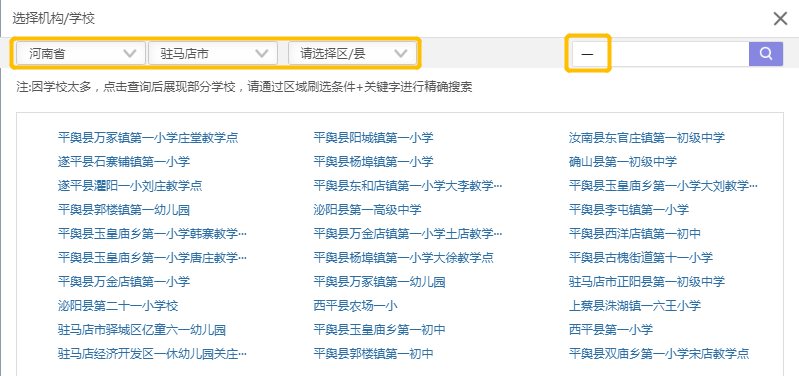 选择机构/学校
河南省 驻马店市 请选择区/县 一
注:因学校太多，点击查询后展现部分学校，请通过区域刷选条件+关键字进行精确搜索
平舆县万冢镇第一小学庄堂教学点 平舆县阳城镇第一小学 汝南县东官庄镇第一初级中学
遂平县石寨铺镇第一小学 平舆县杨埠镇第一小学 确山县第一初级中学
遂平县灈阳一小刘庄教学点 平舆县东和店镇第一小学大李教学··· 平舆县玉皇庙乡第一小学大刘教学···
平舆县郭楼镇第一幼儿园 泌阳县第一高级中学 平舆县李屯镇第一小学
平舆县玉皇庙乡第一小学韩寨教学··· 平舆县万金店镇第一小学土店教学··· 平舆县西洋店镇第一初中
平舆县玉皇庙乡第一小学唐庄教学··· 平舆县杨埠镇第一小学大徐教学点 平舆县古槐街道第十一小学
平舆县万金店镇第一小学 平舆县万冢镇第一幼儿园 驻马店市正阳县第一初级中学
泌阳县第二十一小学校 西平县农场一小 上蔡县洙湖镇一六王小学
驻马店市驿城区亿童六一幼儿园 平舆县玉皇庙乡第一初中 西平县第一小学
驻马店经济开发区一休幼儿园关庄··· 平舆县郭楼镇第一初中 平舆县双庙乡第一小学宋店教学点